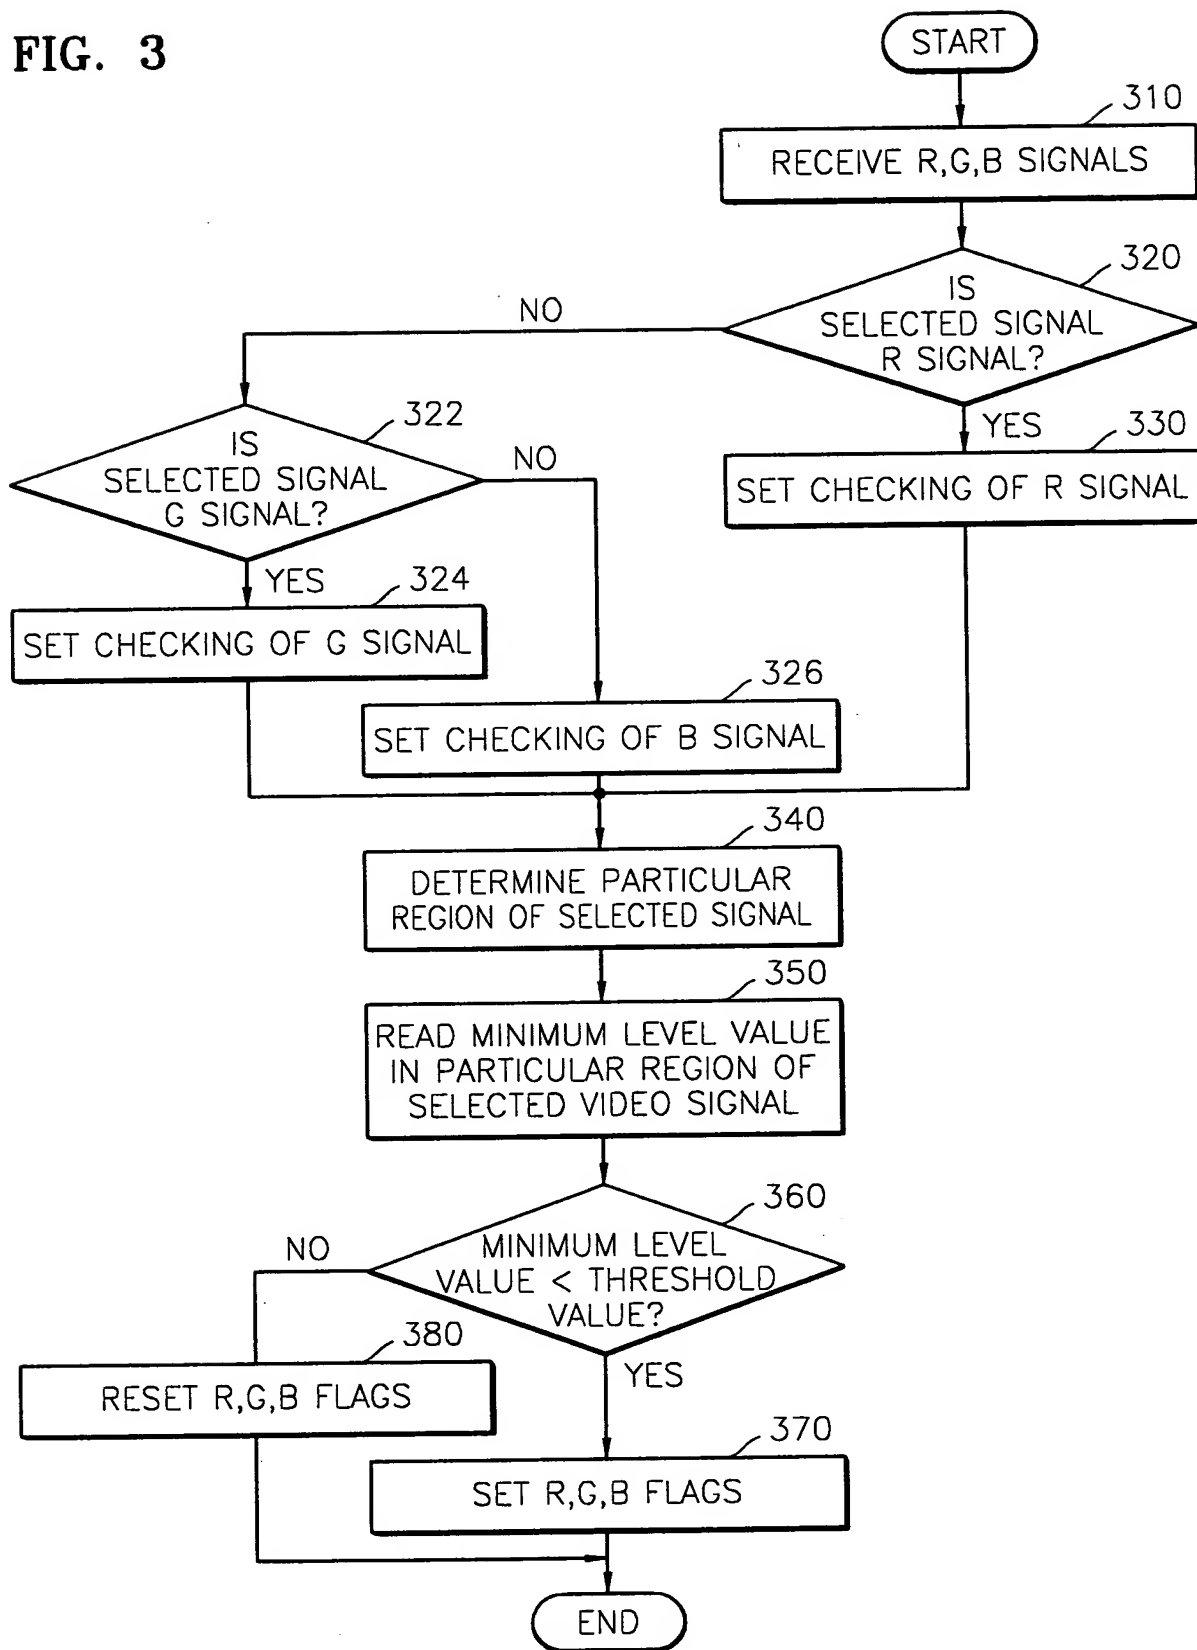 FIG. 3
START
310
RECEIVE R,G,B SIGNALS
320
IS
SELECTED SIGNAL
R SIGNAL?
NO
YES
330
SET CHECKING OF R SIGNAL
322
IS
SELECTED SIGNAL
G SIGNAL?
NO
YES
324
SET CHECKING OF G SIGNAL
326
SET CHECKING OF B SIGNAL
340
DETERMINE PARTICULAR
REGION OF SELECTED SIGNAL
350
READ MINIMUM LEVEL VALUE
IN PARTICULAR REGION OF
SELECTED VIDEO SIGNAL
360
MINIMUM LEVEL
VALUE < THRESHOLD
VALUE?
NO
380
RESET R,G,B FLAGS
YES
370
SET R,G,B FLAGS
END